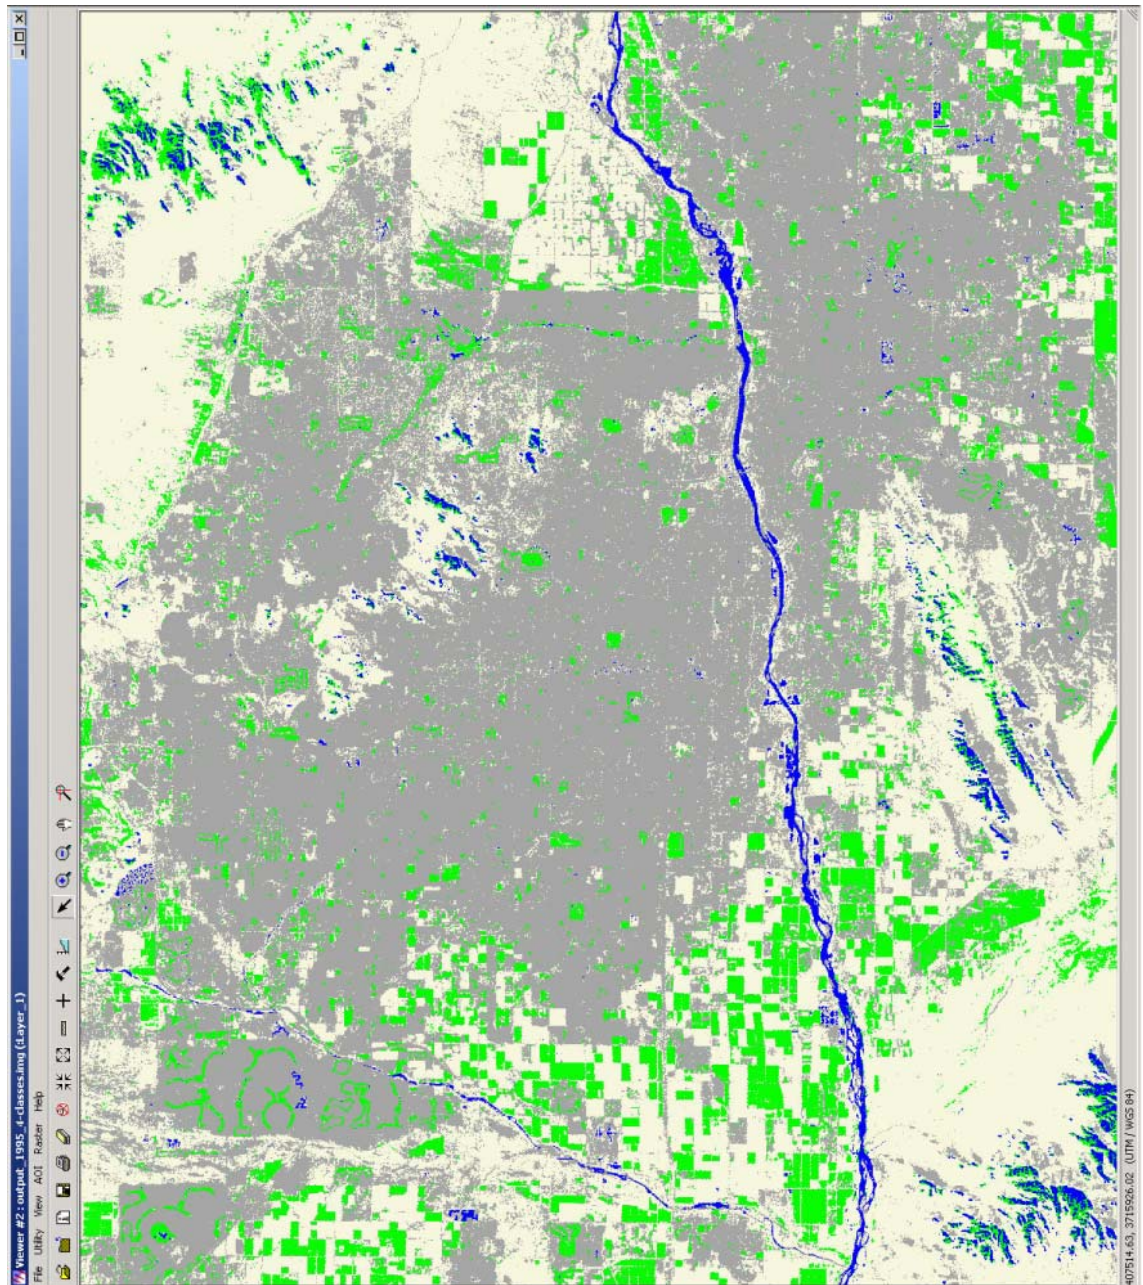 Viewer #2 : output_1995_4-classes.img (:Layer_1)
File Utility View AOI Raster Help
407514.63, 3715926.02 (UTM / WGS 84)